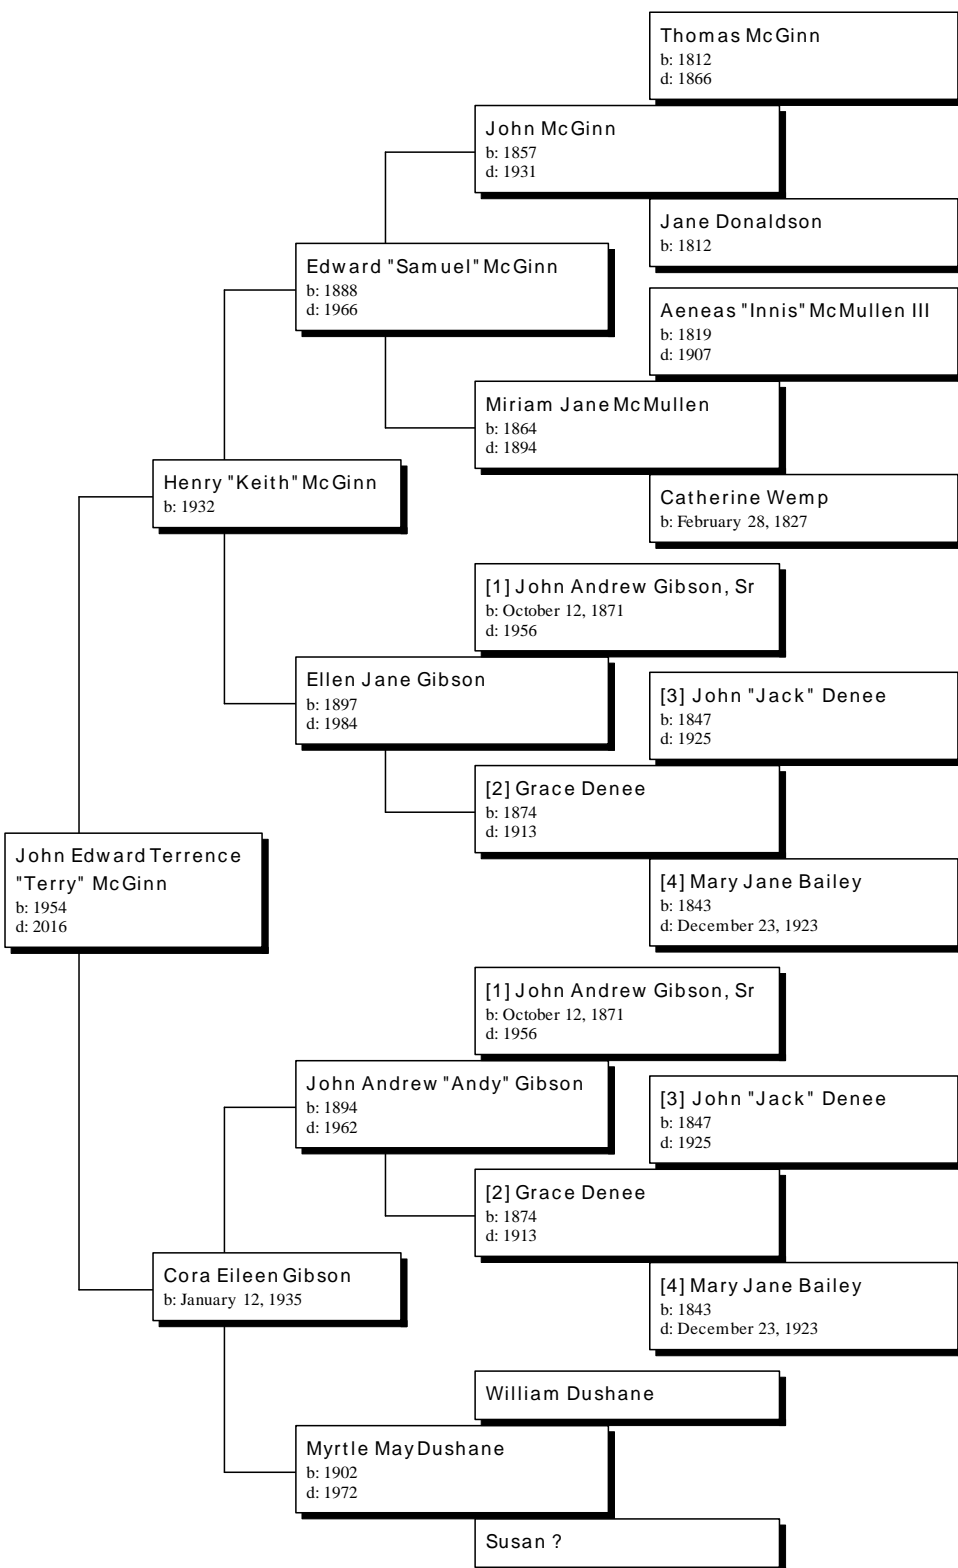 Thomas McGinn
b: 1812
d: 1866
John McGinn
b: 1857
d: 1931
Jane Donaldson
b: 1812
Edward "Samuel" McGinn
b: 1888
d: 1966
Aeneas "Innis" McMullen III
b: 1819
d: 1907
Miriam Jane McMullen
b: 1864
d: 1894
Henry "Keith" McGinn
b: 1932
Catherine Wemp
b: February 28, 1827
[1] John Andrew Gibson, Sr
b: October 12, 1871
d: 1956
Ellen Jane Gibson
b: 1897
d: 1984
[3] John "Jack" Denee
b: 1847
d: 1925
[2] Grace Denee
b: 1874
d: 1913
John Edward Terrence
"Terry" McGinn
b: 1954
d: 2016
[4] Mary Jane Bailey
b: 1843
d: December 23, 1923
[1] John Andrew Gibson, Sr
b: October 12, 1871
d: 1956
John Andrew "Andy" Gibson
b: 1894
d: 1962
[3] John "Jack" Denee
b: 1847
d: 1925
[2] Grace Denee
b: 1874
d: 1913
Cora Eileen Gibson
b: January 12, 1935
[4] Mary Jane Bailey
b: 1843
d: December 23, 1923
William Dushane
Myrtle May Dushane
b: 1902
d: 1972
Susan ?